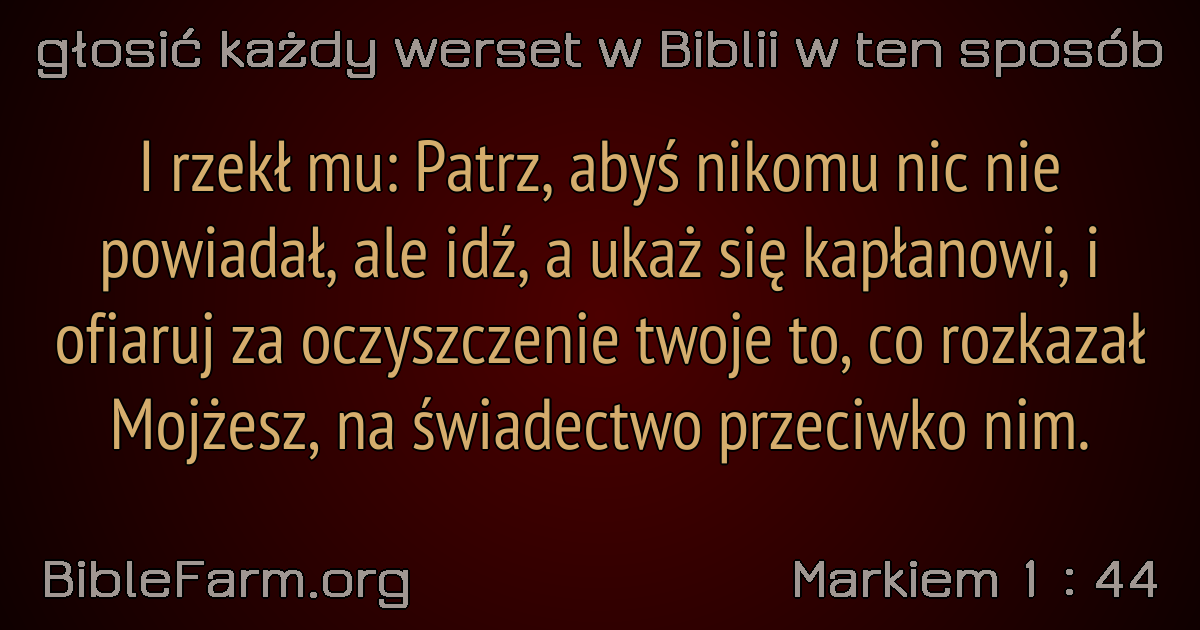 głosić każdy werset w Biblii w ten sposób
I rzekł mu: Patrz, abyś nikomu nic nie
powiadał, ale idź, a ukaż się kapłanowi, i
ofiaruj za oczyszczenie twoje to, co rozkazał
Mojżesz, na świadectwo przeciwko nim.
BibleFarm.org
Markiem 1 : 44